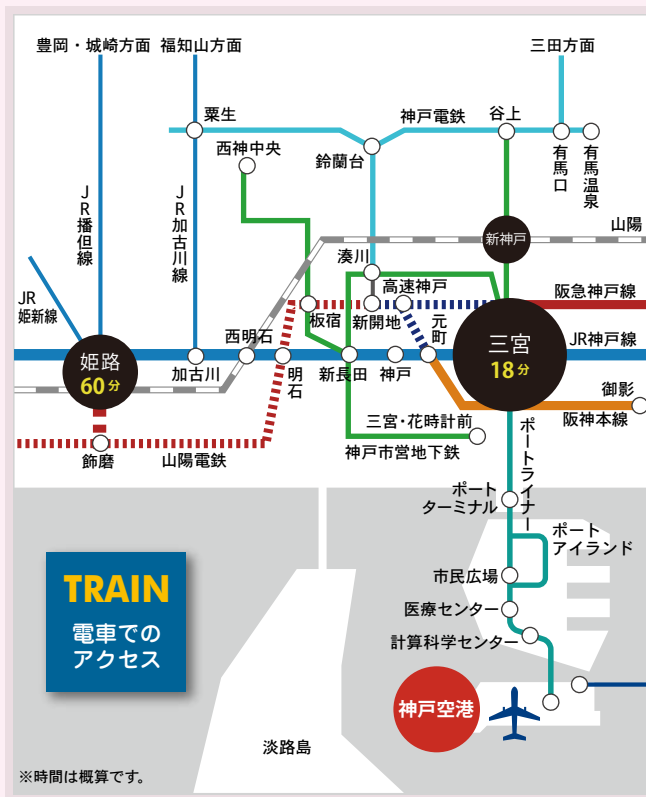 豊岡・城崎方面
福知山方面
三田方面
粟生
神戸電鉄
谷上
西神中央
鈴蘭台
有馬口
有馬温泉
JR播但線
JR加古川線
新神戸
山陽
湊川
高速神戸
JR
姫新線
阪急神戸線
板宿
新開地
元町
西明石
三宮
18分
JR神戸線
姫路
60分
加古川
明石
新長田
神戸
御影
阪神本線
三宮・花時計前
神戸市営地下鉄
飾磨
山陽電鉄
ポートライナー
ポート
ターミナル
ポート
アイランド
TRAIN
電車での
アクセス
市民広場
医療センター
計算科学センター
神戸空港
淡路島
※時間は概算です。